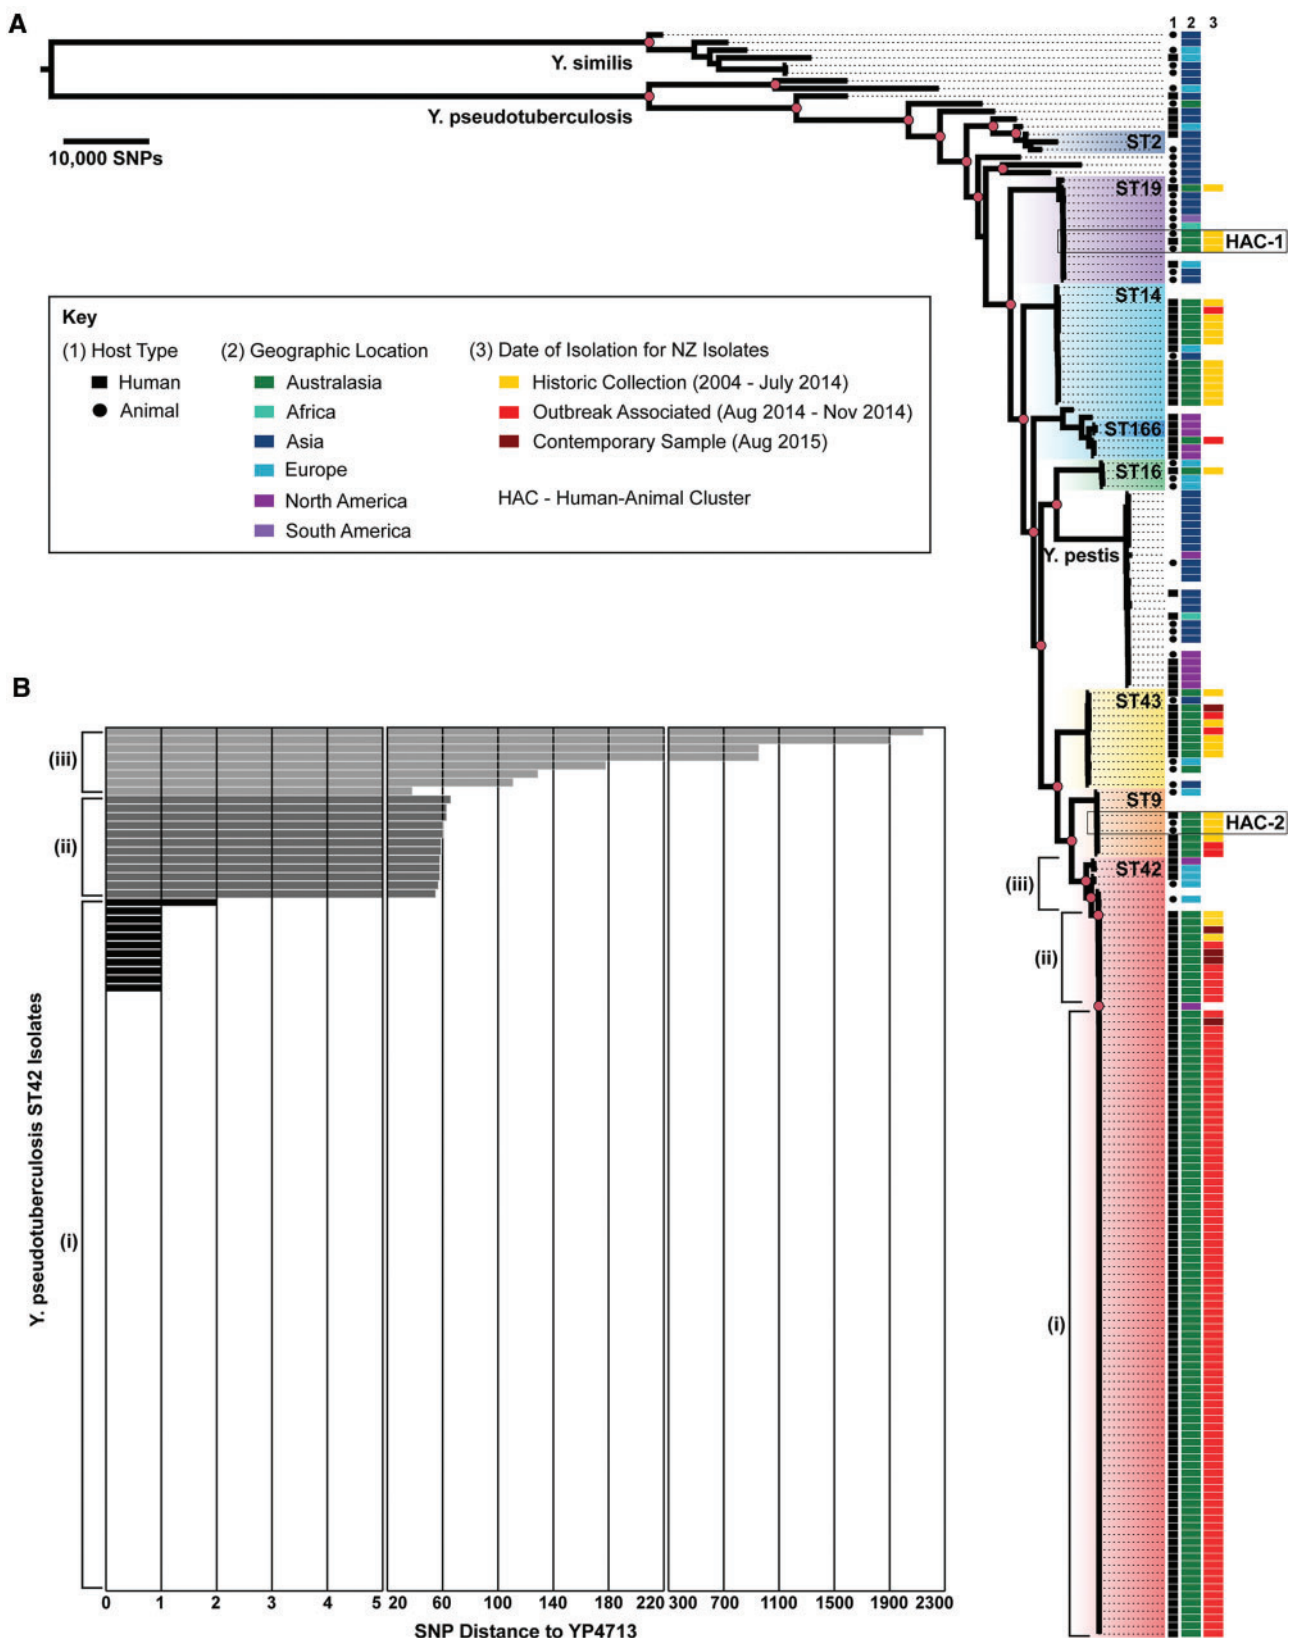 A
1 2 3
Y. similis
Y. pseudotuberculosis
10,000 SNPs
ST2
ST19
HAC-1
ST14
ST166
ST16
Y. pestis
ST43
ST9
HAC-2
ST42
(iii)
(ii)
(i)
Key
(1) Host Type
Human
Animal
(2) Geographic Location
Australasia
Africa
Asia
Europe
North America
South America
(3) Date of Isolation for NZ Isolates
Historic Collection (2004 - July 2014)
Outbreak Associated (Aug 2014 - Nov 2014)
Contemporary Sample (Aug 2015)
HAC - Human-Animal Cluster
B
Y. pseudotuberculosis ST42 Isolates
(iii)
(ii)
(i)
0 1 2 3 4 5 20 60 100 140 180 220 300 700 1100 1500 1900 2300
SNP Distance to YP4713